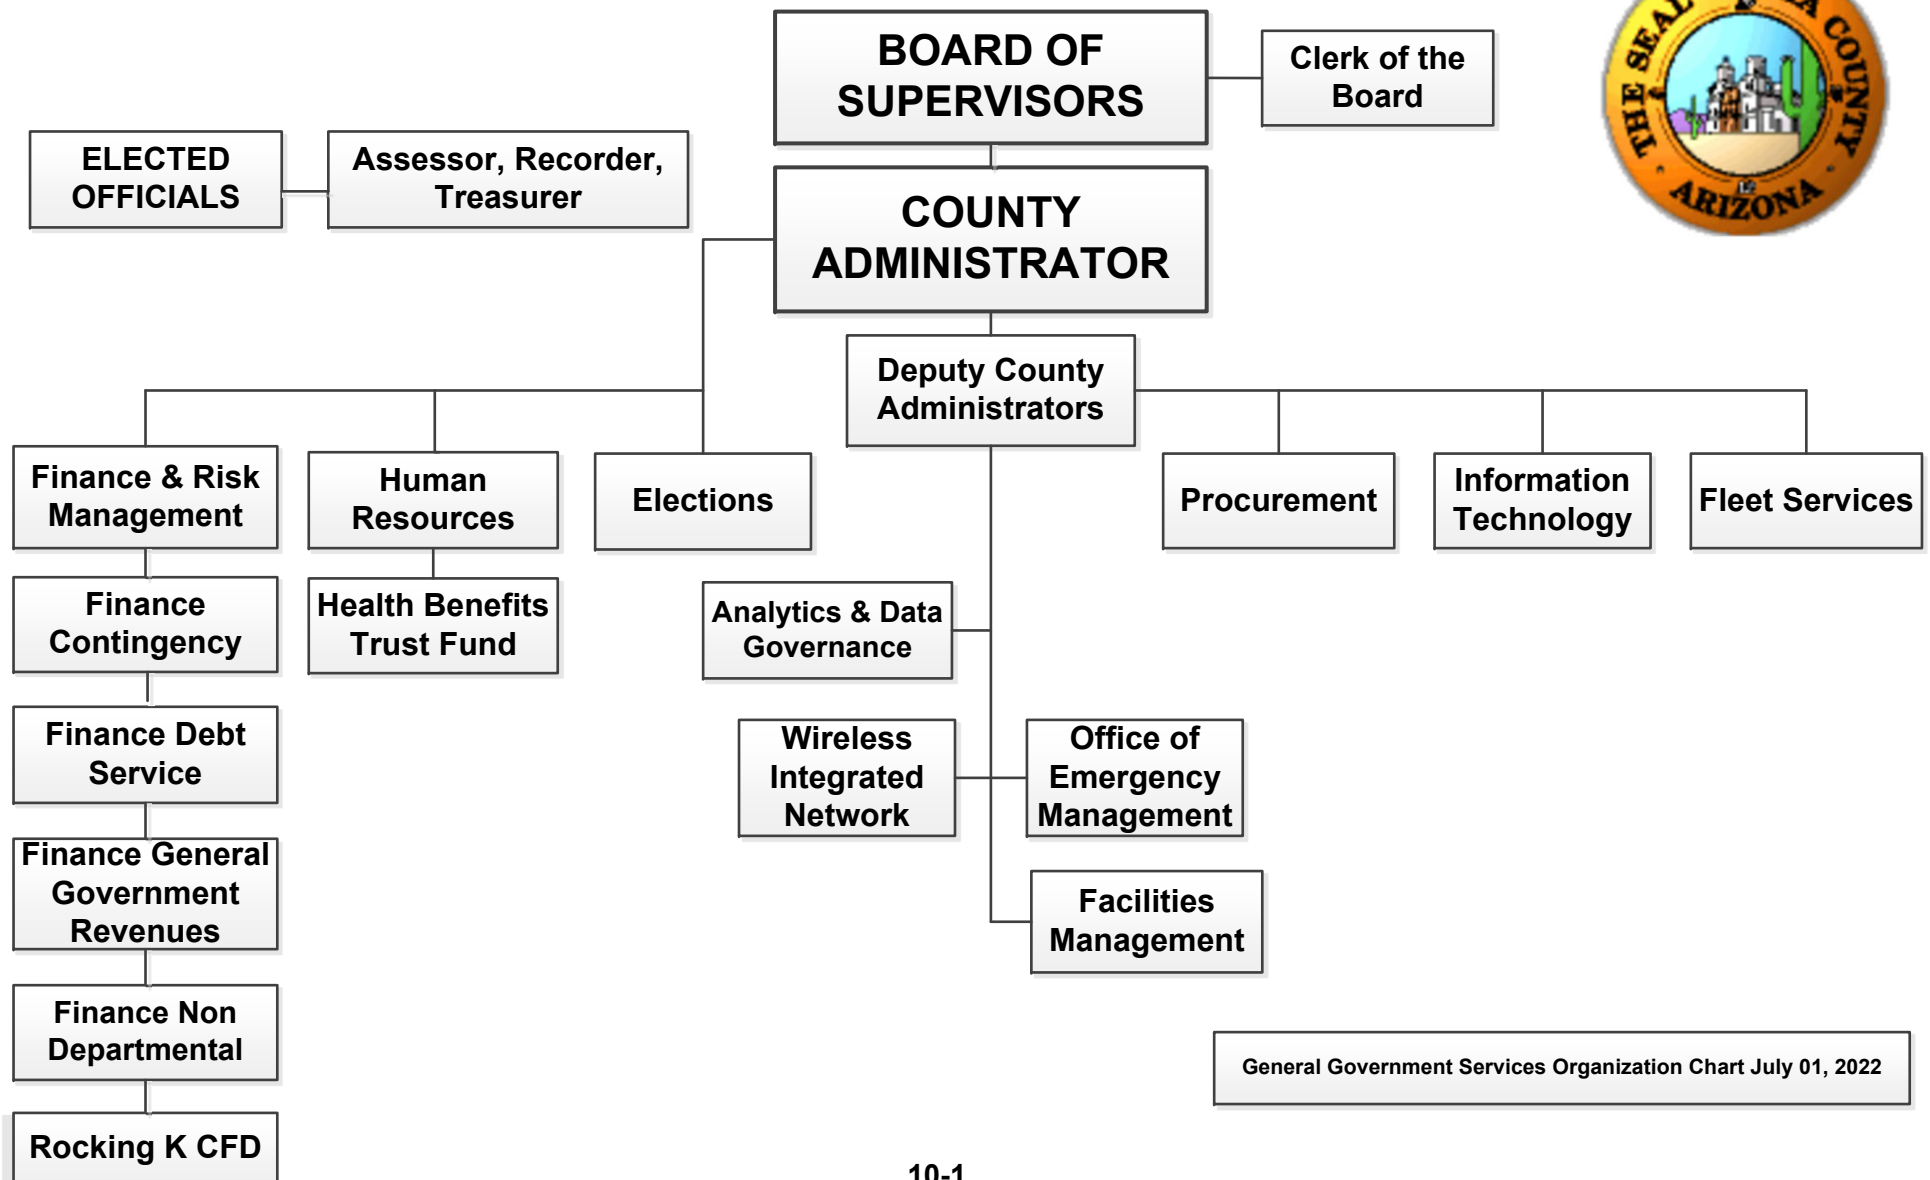 BOARD OF
SUPERVISORS
Clerk of the
Board
THE SEAL
COUNTY
ARIZONA
ELECTED
OFFICIALS
Assessor, Recorder,
Treasurer
COUNTY
ADMINISTRATOR
Deputy County
Administrators
Finance & Risk
Management
Human
Resources
Elections
Procurement
Information
Technology
Fleet Services
Finance
Contingency
Health Benefits
Trust Fund
Analytics & Data
Governance
Finance Debt
Service
Wireless
Integrated
Network
Office of
Emergency
Management
Finance General
Government
Revenues
Facilities
Management
Finance Non
Departmental
General Government Services Organization Chart July 01, 2022
Rocking K CFD
10-1